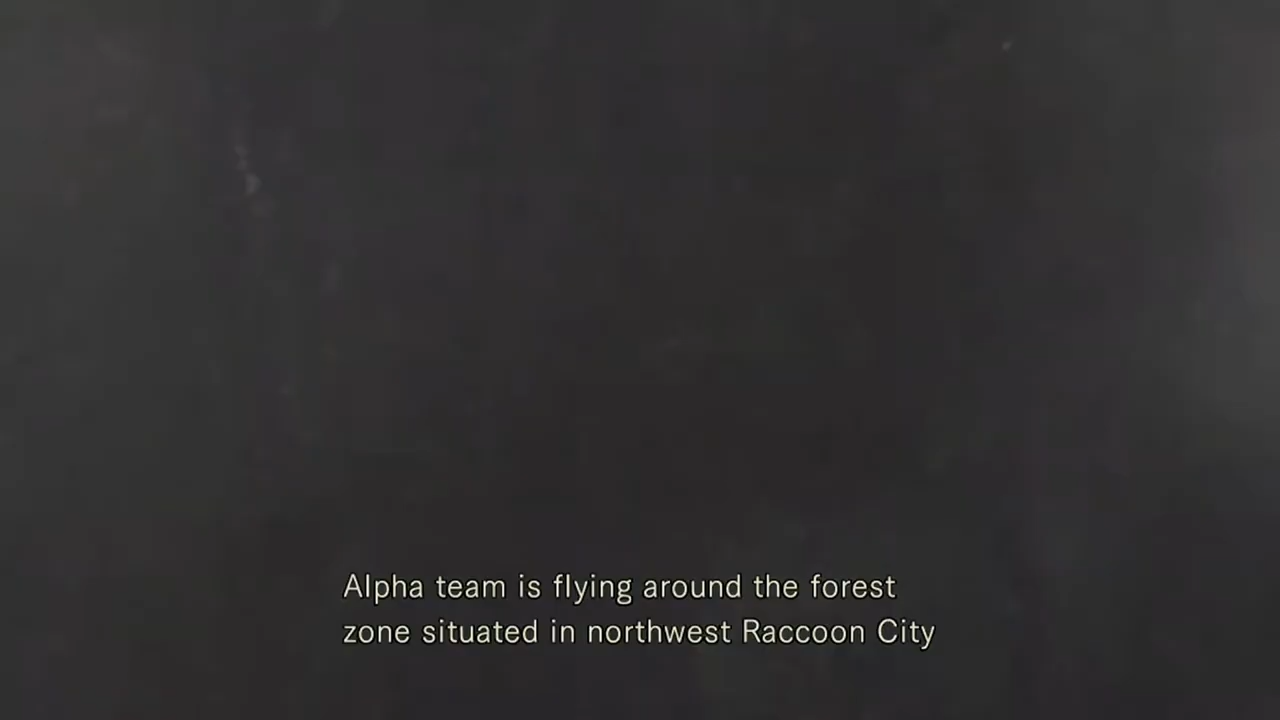 Alpha team is flying around the forest
zone situated in northwest Raccoon City